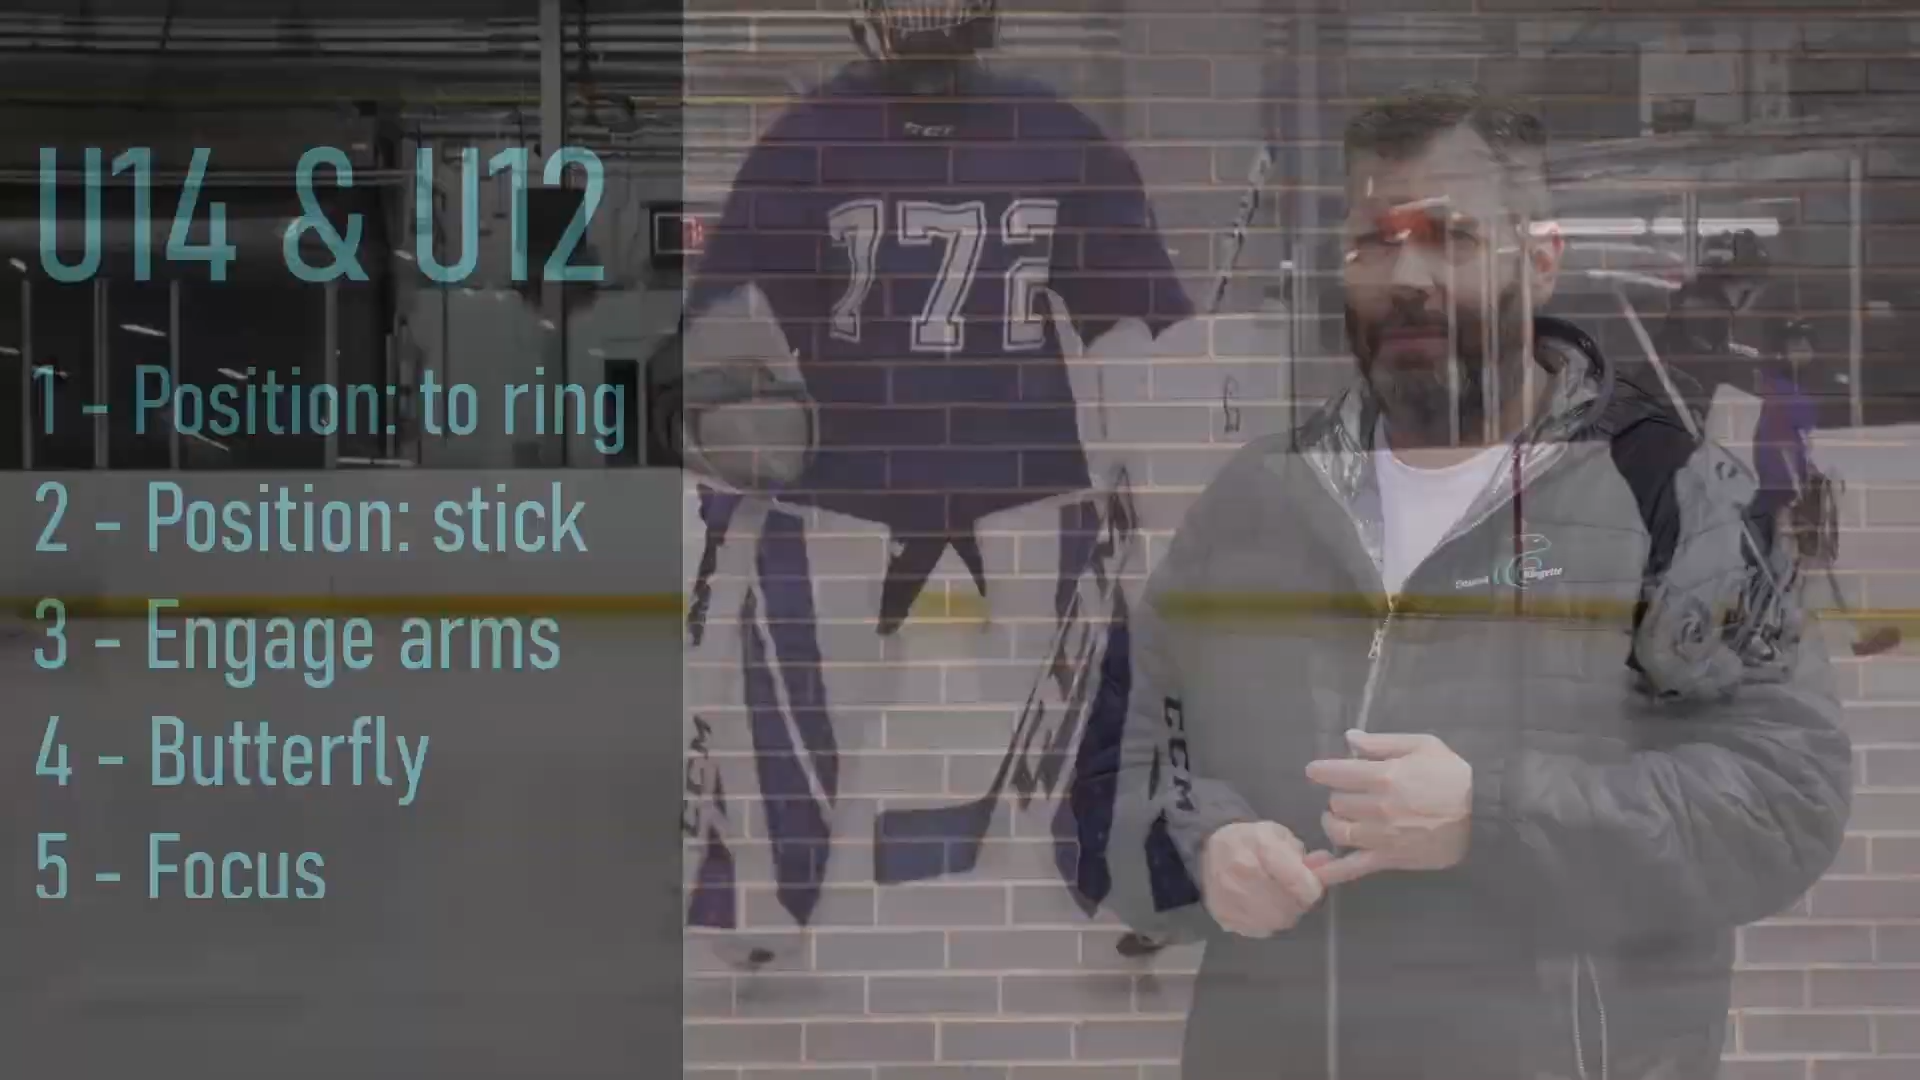 U14 & U12
1 - Position: to ring
2 - Position: stick
3 - Engage arms
4 - Butterfly
5 - Focus
772
Ringette
CCM
CCM